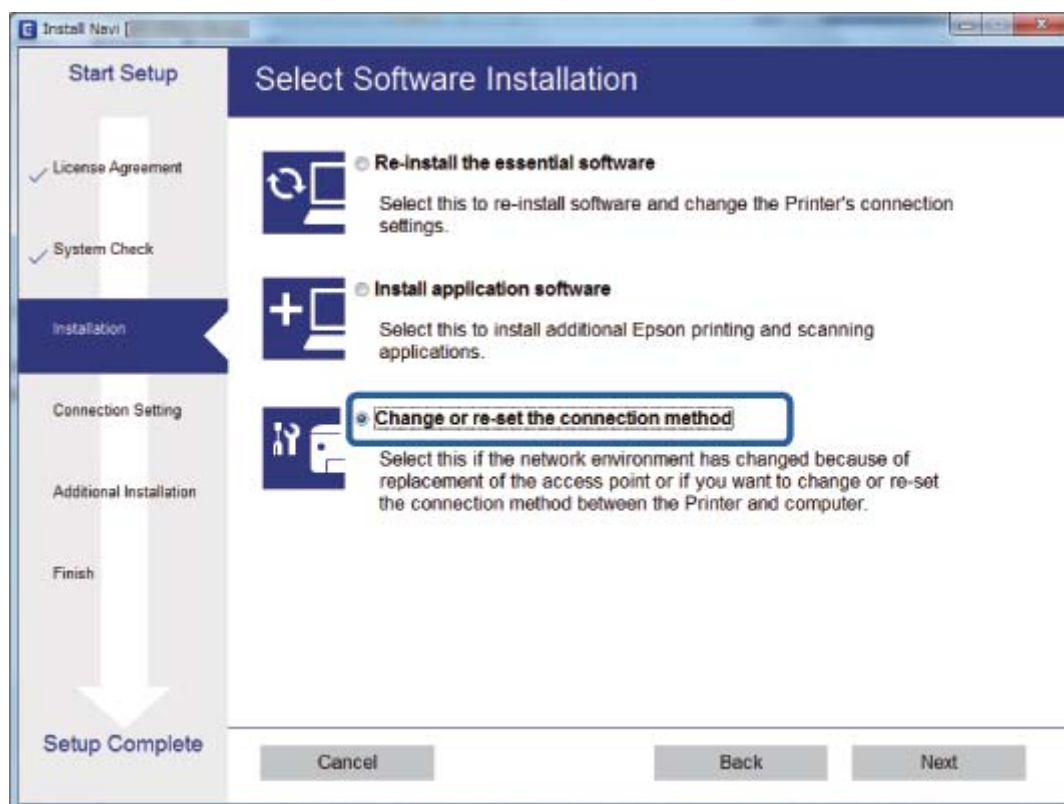 Install Navi [
Start Setup
License Agreement
System Check
Installation
Connection Setting
Additional Installation
Finish
Setup Complete
Select Software Installation
Re-install the essential software
Select this to re-install software and change the Printer's connection
settings.
Install application software
Select this to install additional Epson printing and scanning
applications.
Change or re-set the connection method
Select this if the network environment has changed because of
replacement of the access point or if you want to change or re-set
the connection method between the Printer and computer.
Cancel
Back
Next